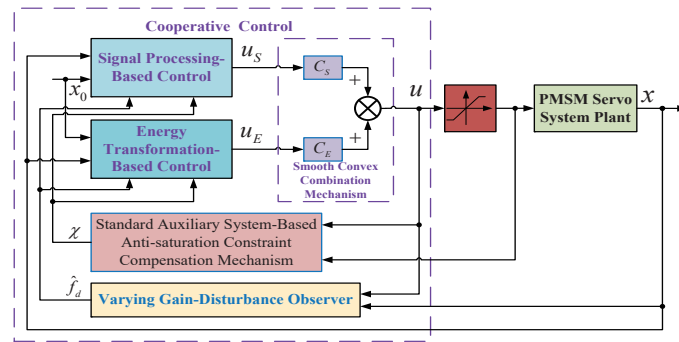 Cooperative Control
Signal Processing-
Based Control
u_S
C_S
+
x_0
u
PMSM Servo
System Plant
x
Energy
Transformation-
Based Control
u_E
+
C_E
Smooth Convex
Combination
Mechanism
χ
Standard Auxiliary System-Based
Anti-saturation Constraint
Compensation Mechanism
f̂_d
Varying Gain-Disturbance Observer